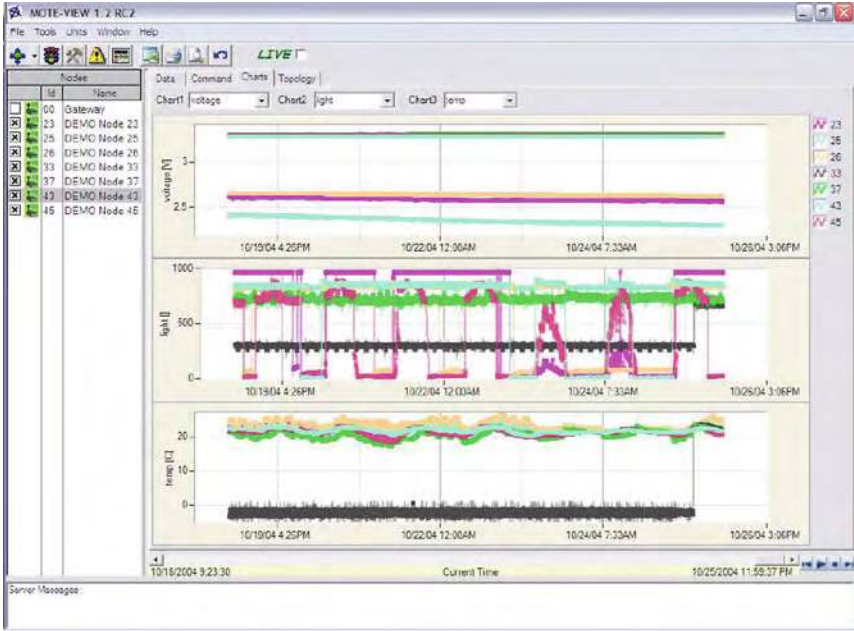 MOTE-VIEW 1.2 RC2
File Tools Units Window Help
LIVE
Nodes
Id Name
00 Gateway
23 DEMO Node 23
25 DEMO Node 25
26 DEMO Node 26
33 DEMO Node 33
37 DEMO Node 37
43 DEMO Node 43
45 DEMO Node 45
Data Command Charts Topology
Chart1 voltage Chart2 light Chart3 temp
voltage [V]
3
2.5
10/19/04 4:26PM 10/22/04 12:00AM 10/24/04 7:33AM 10/26/04 3:06PM
light []
1000
500
0
10/19/04 4:26PM 10/22/04 12:00AM 10/24/04 7:33AM 10/26/04 3:06PM
temp [C]
20
10
0
10/19/04 4:26PM 10/22/04 12:00AM 10/24/04 7:33AM 10/26/04 3:06PM
23
25
26
33
37
43
45
10/18/2004 9:23:30 Current Time 10/25/2004 11:59:37 PM
Server Messages: